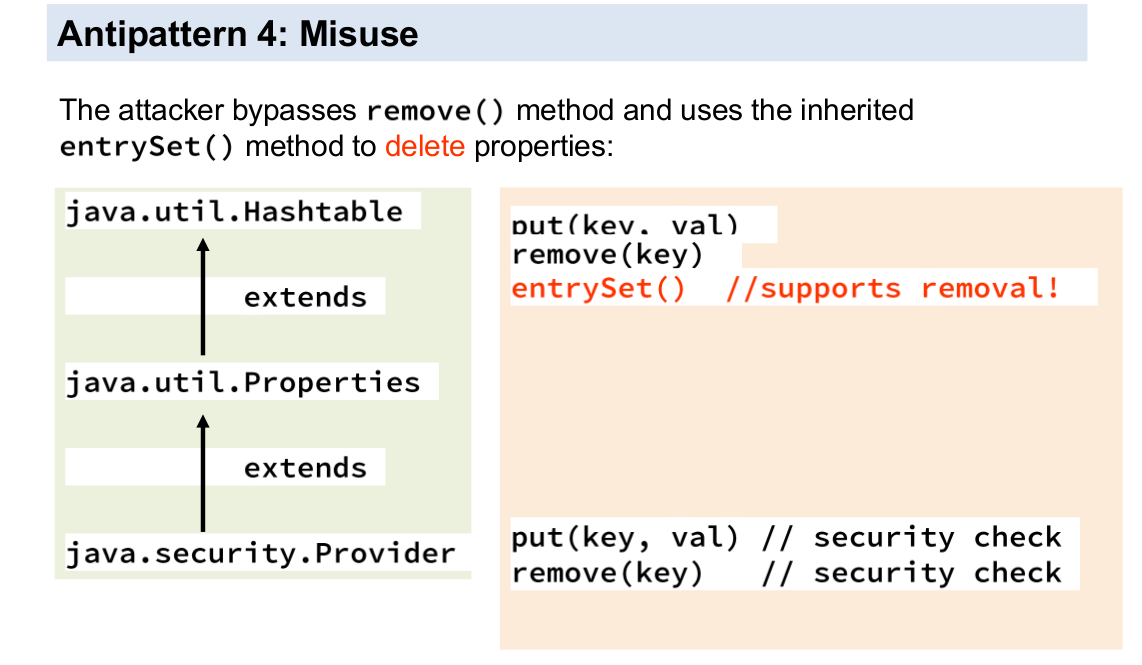 Antipattern 4: Misuse
The attacker bypasses remove() method and uses the inherited
entrySet() method to delete properties:
java.util.Hashtable
extends
java.util.Properties
extends
java.security.Provider
put(key, val)
remove(key)
entrySet()  //supports removal!
put(key, val) // security check
remove(key)   // security check